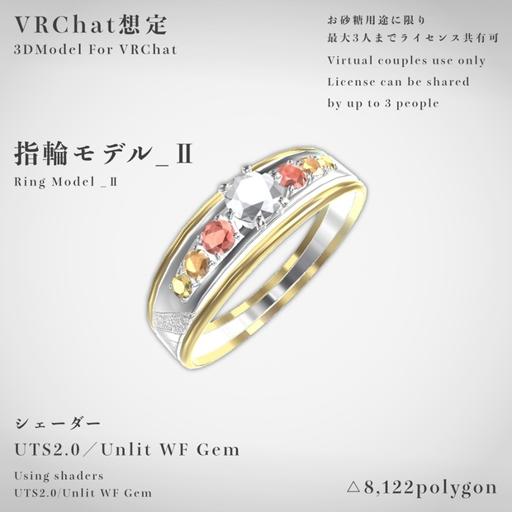 VRChat想定
3DModel For VRChat
お砂糖用途に限り
最大3人までライセンス共有可
Virtual couples use only
License can be shared
by up to 3 people
指輪モデル_Ⅱ
Ring Model _Ⅱ
シェーダー
UTS2.0／Unlit WF Gem
Using shaders
UTS2.0/Unlit WF Gem
△8,122polygon